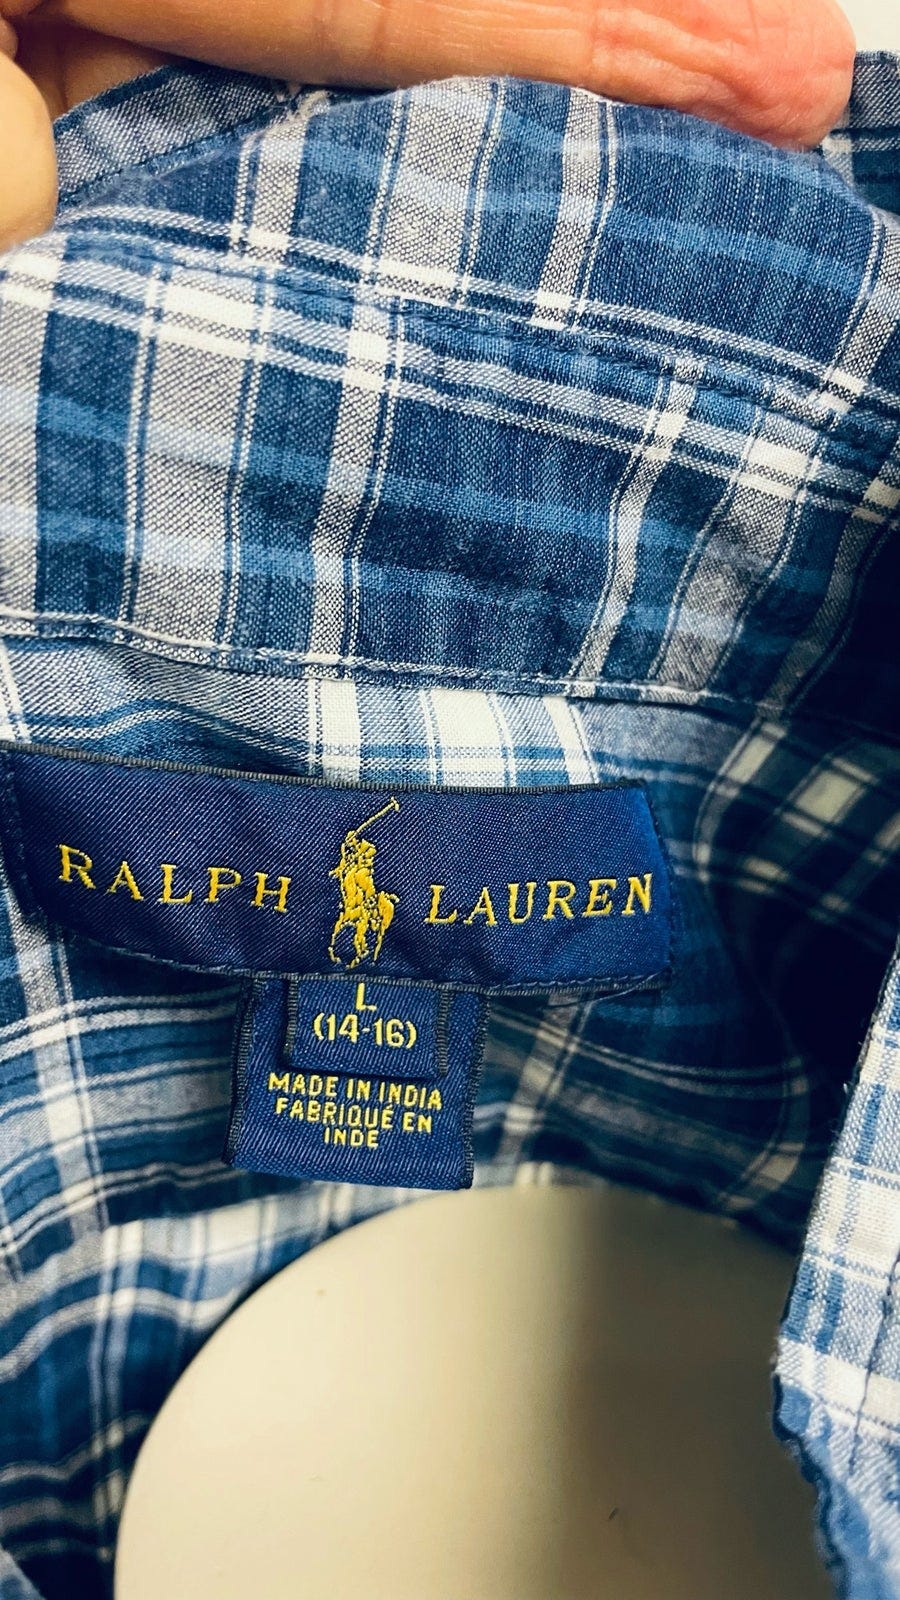 RALPH LAUREN
L
(14-16)
MADE IN INDIA
FABRIQUÉ EN
INDE